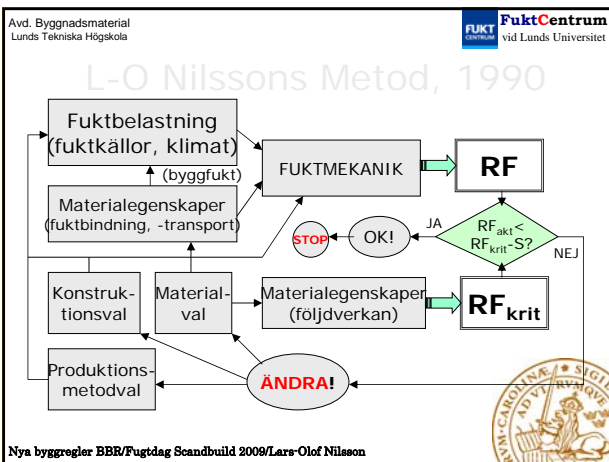 Avd. Byggnadsmaterial
Lunds Tekniska Högskola
FUKT
CENTRUM
FuktCentrum
vid Lunds Universitet
L-O Nilssons Metod, 1990
Fuktbelastning
(fuktkällor, klimat)
(byggfukt)
Materialegenskaper
(fuktbindning, -transport)
FUKTMEKANIK
RF
STOP
OK!
JA
RFakt<
RFkrit-S?
NEJ
Konstruk-
tionsval
Material-
val
Materialegenskaper
(följdverkan)
RFkrit
Produktions-
metodval
ÄNDRA!
Nya byggregler BBR/Fugtdag Scandbuild 2009/Lars-Olof Nilsson